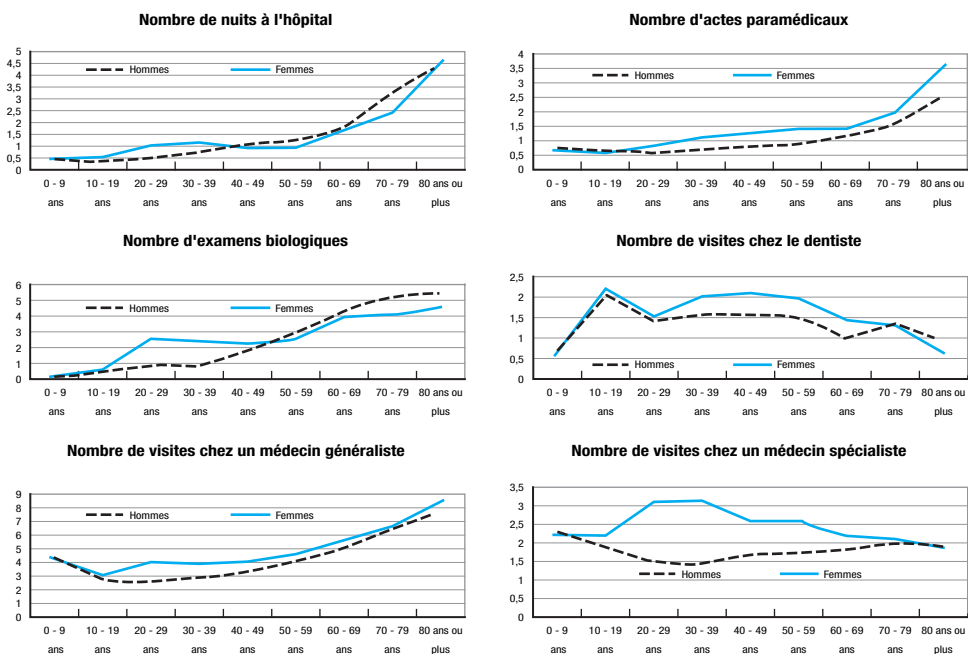 Nombre de nuits à l'hôpital
5
4,5
4
3,5
3
2,5
2
1,5
1
0,5
0
Hommes
Femmes
0 - 9 10 - 19 20 - 29 30 - 39 40 - 49 50 - 59 60 - 69 70 - 79 80 ans ou
ans ans ans ans ans ans ans ans plus
Nombre d'actes paramédicaux
4
3,5
3
2,5
2
1,5
1
0,5
0
Hommes
Femmes
0 - 9 10 - 19 20 - 29 30 - 39 40 - 49 50 - 59 60 - 69 70 - 79 80 ans ou
ans ans ans ans ans ans ans ans plus
Nombre d'examens biologiques
6
5
4
3
2
1
0
Hommes
Femmes
0 - 9 10 - 19 20 - 29 30 - 39 40 - 49 50 - 59 60 - 69 70 - 79 80 ans ou
ans ans ans ans ans ans ans ans plus
Nombre de visites chez le dentiste
2,5
2
1,5
1
0,5
0
Hommes
Femmes
0 - 9 10 - 19 20 - 29 30 - 39 40 - 49 50 - 59 60 - 69 70 - 79 80 ans ou
ans ans ans ans ans ans ans ans plus
Nombre de visites chez un médecin généraliste
9
8
7
6
5
4
3
2
1
0
Hommes
Femmes
0 - 9 10 - 19 20 - 29 30 - 39 40 - 49 50 - 59 60 - 69 70 - 79 80 ans ou
ans ans ans ans ans ans ans ans plus
Nombre de visites chez un médecin spécialiste
3,5
3
2,5
2
1,5
1
0,5
0
Hommes
Femmes
0 - 9 10 - 19 20 - 29 30 - 39 40 - 49 50 - 59 60 - 69 70 - 79 80 ans ou
ans ans ans ans ans ans ans ans plus